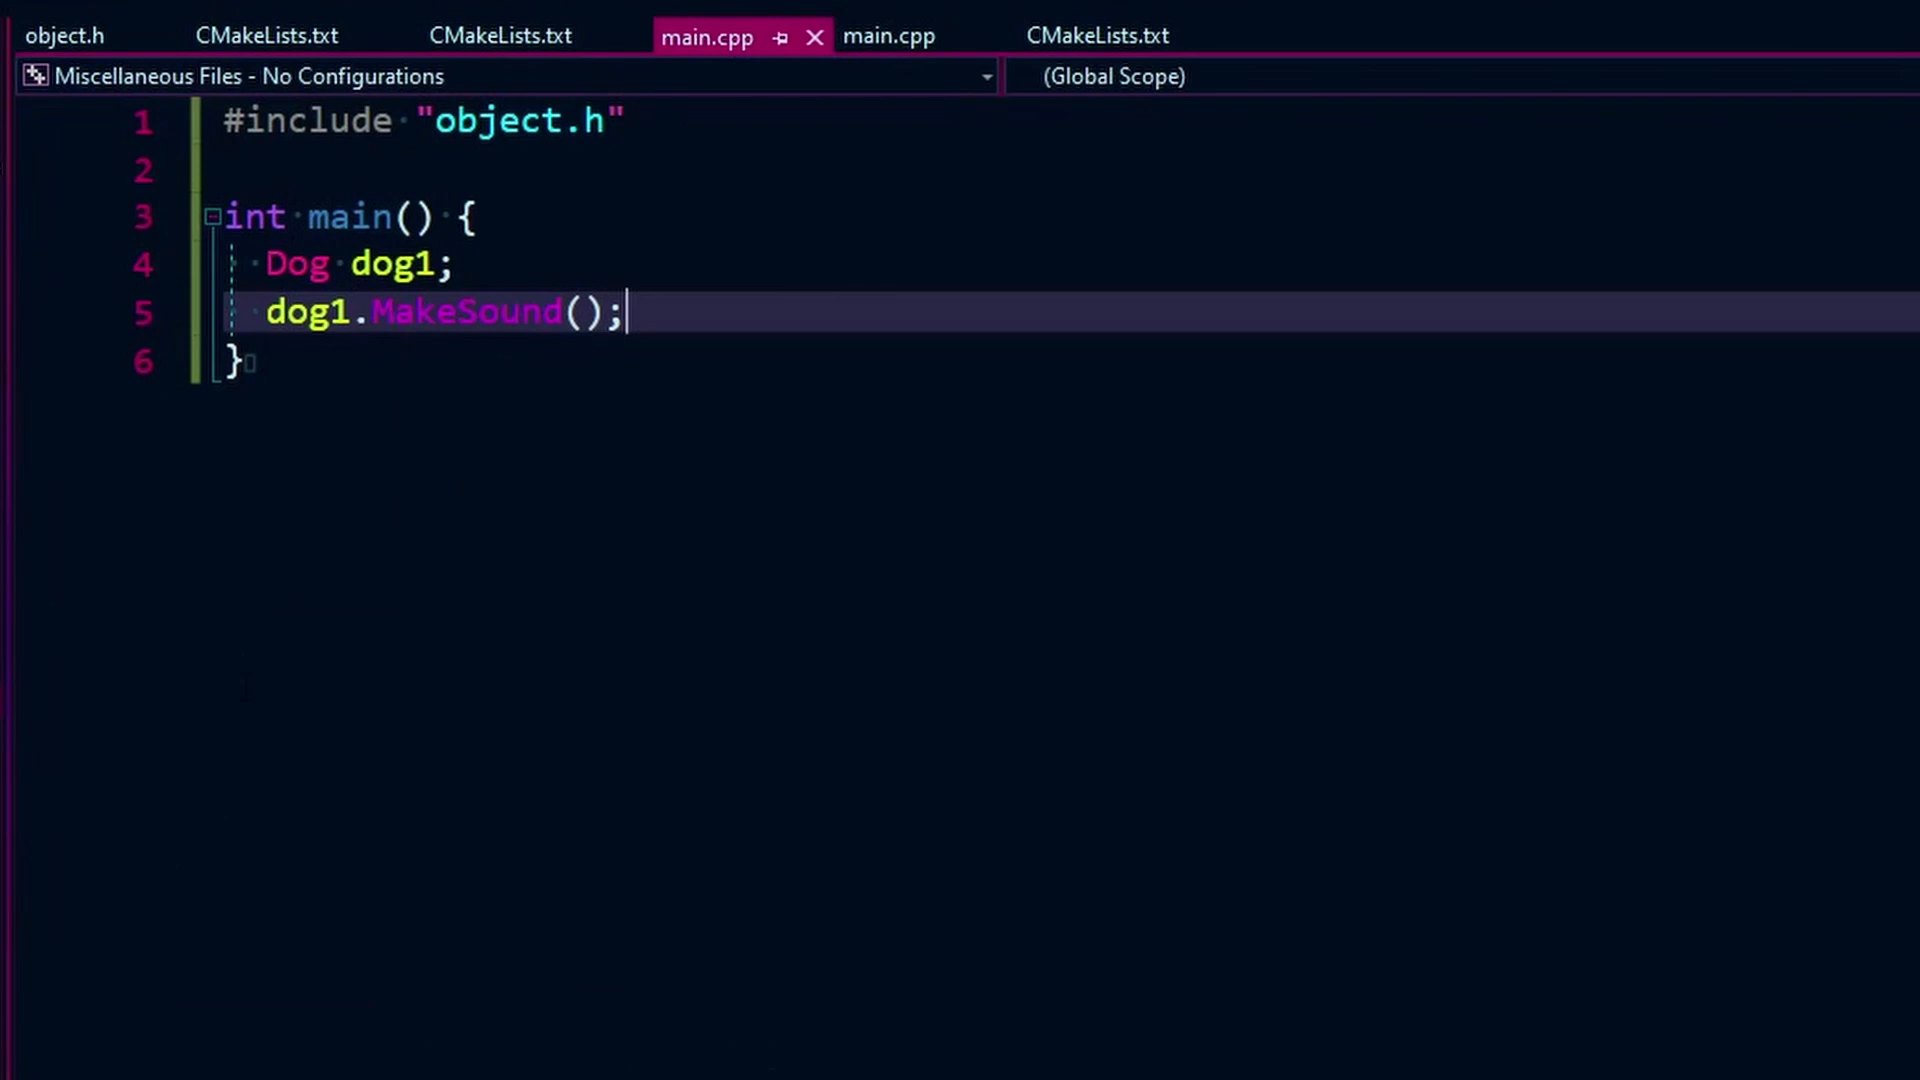 object.h CMakeLists.txt CMakeLists.txt main.cpp main.cpp CMakeLists.txt
Miscellaneous Files - No Configurations (Global Scope)
1 #include "object.h"
2
3 int main() {
4 Dog dog1;
5 dog1.MakeSound();
6 }